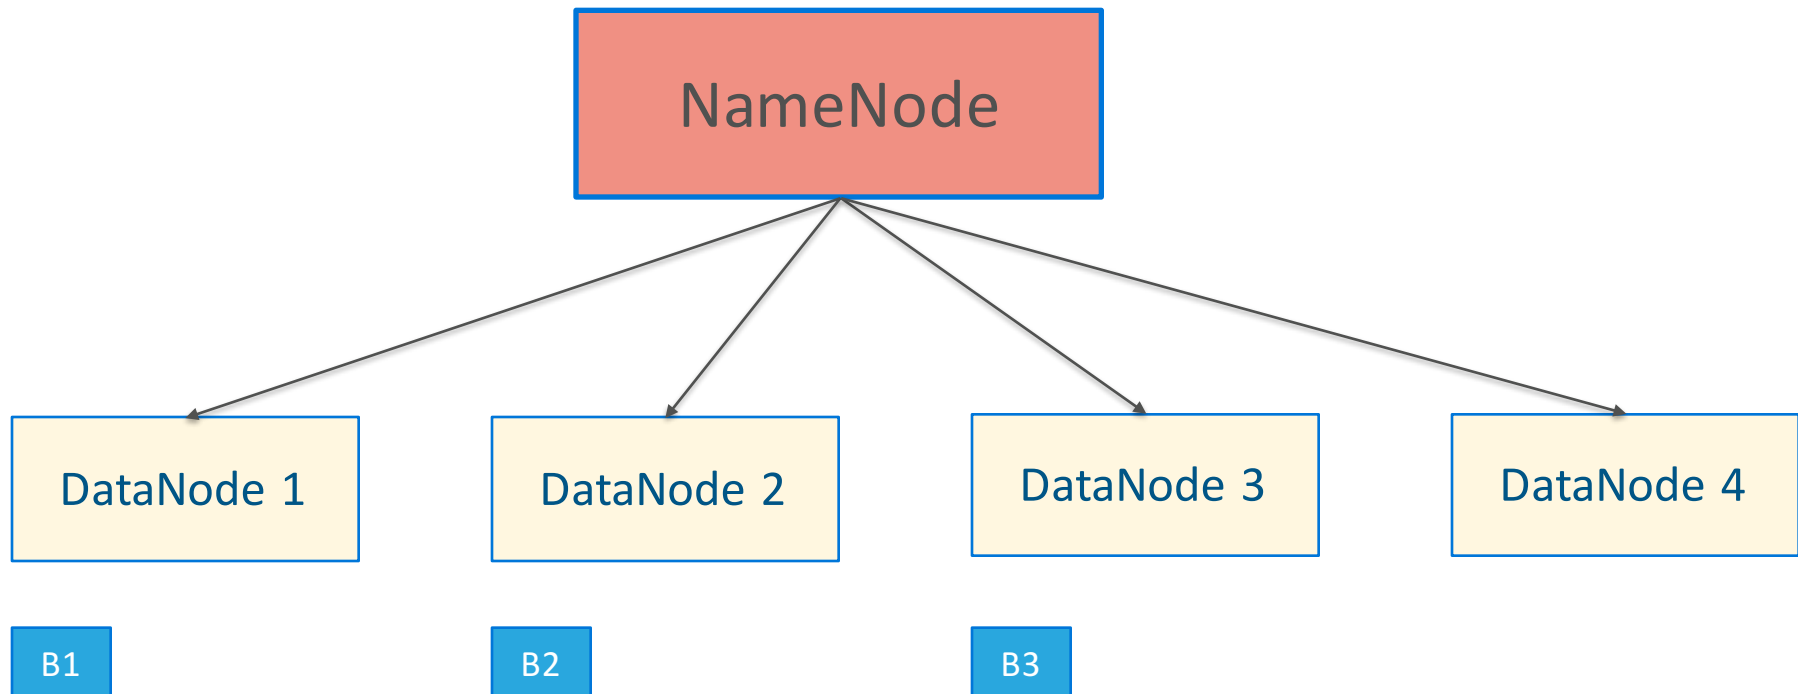 NameNode
DataNode 1
DataNode 2
DataNode 3
DataNode 4
B1
B2
B3